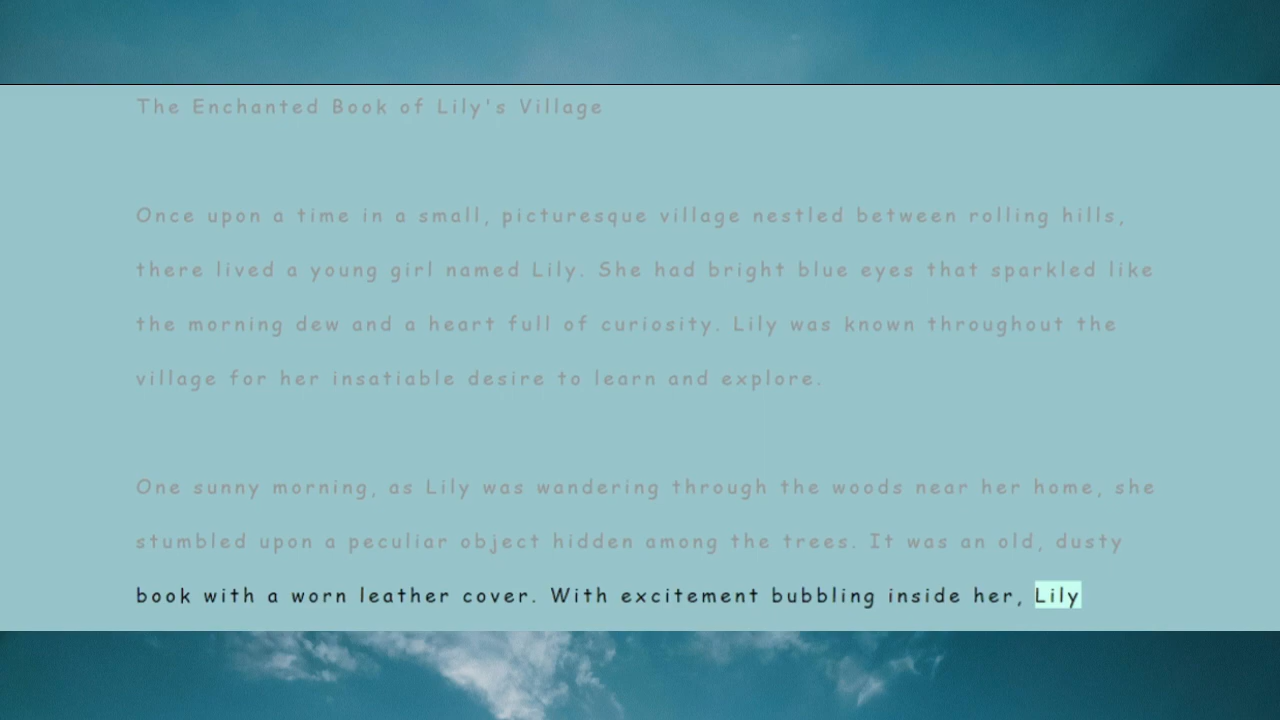 The Enchanted Book of Lily's Village
Once upon a time in a small, picturesque village nestled between rolling hills,
there lived a young girl named Lily. She had bright blue eyes that sparkled like
the morning dew and a heart full of curiosity. Lily was known throughout the
village for her insatiable desire to learn and explore.
One sunny morning, as Lily was wandering through the woods near her home, she
stumbled upon a peculiar object hidden among the trees. It was an old, dusty
book with a worn leather cover. With excitement bubbling inside her, Lily